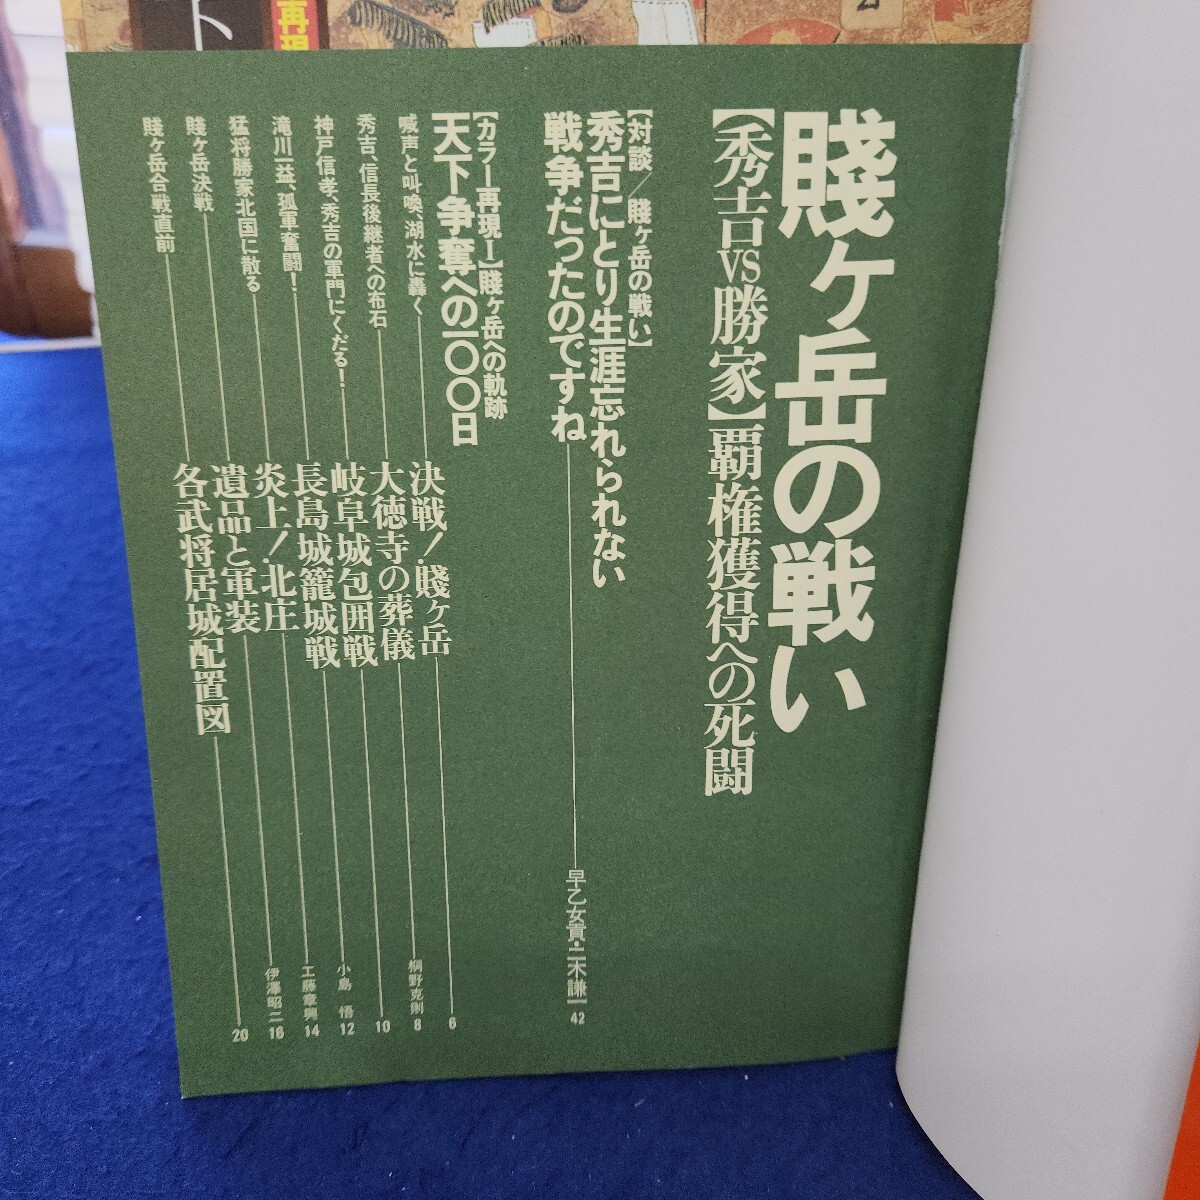 再現
ト
賤ヶ岳の戦い
【秀吉vs勝家】覇権獲得への死闘
【対談／賤ヶ岳の戦い】
秀吉にとり生涯忘れられない
戦争だったのですね
早乙女貢・二木謙一 42
【カラー再現Ⅰ】賤ヶ岳への軌跡
天下争奪への一〇〇日
喊声と叫喚、湖水に轟く 決戦！賤ヶ岳 6
秀吉、信長後継者への布石 大徳寺の葬儀 桐野克則 8
神戸信孝、秀吉の軍門にくだる！ 岐阜城包囲戦 10
滝川一益、孤軍奮闘！ 長島城籠城戦 小島 悟 12
猛将勝家北国に散る 炎上！北庄 工藤章興 14
賤ヶ岳決戦 遺品と軍装 伊澤昭二 16
賤ヶ岳合戦直前 各武将居城配置図 20